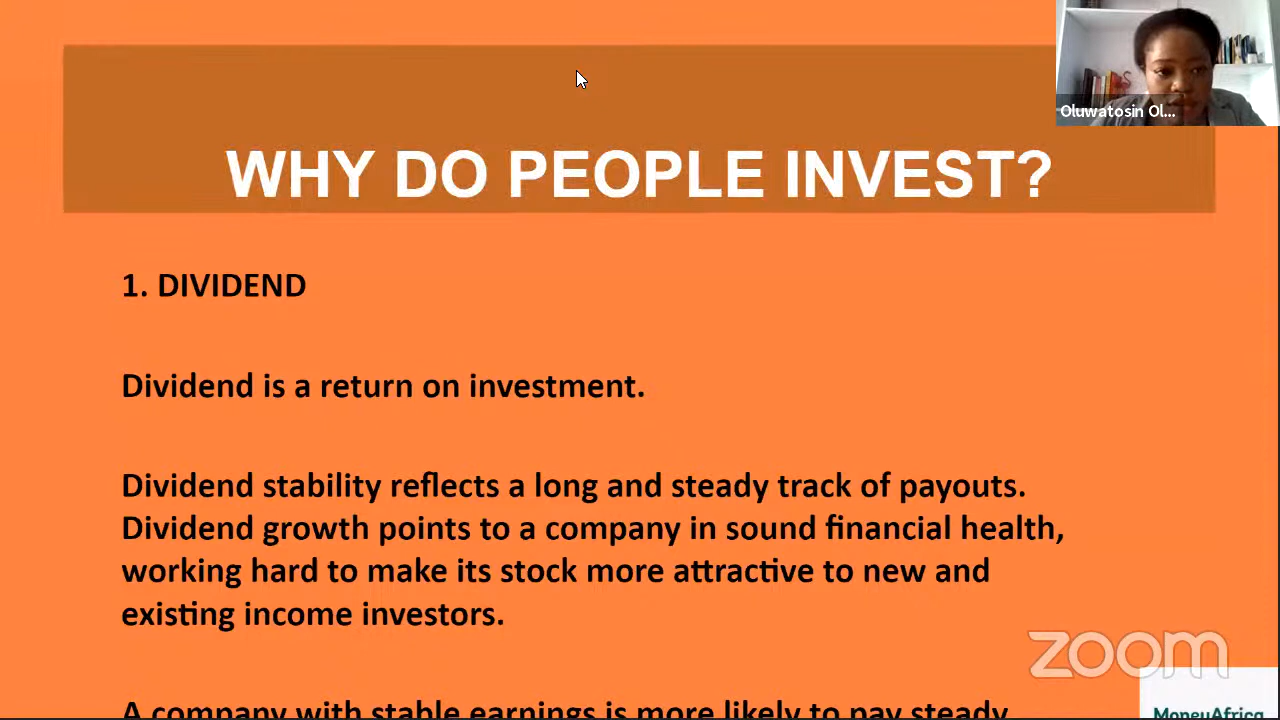 Oluwatosin Ol...
WHY DO PEOPLE INVEST?
1. DIVIDEND
Dividend is a return on investment.
Dividend stability reflects a long and steady track of payouts.
Dividend growth points to a company in sound financial health,
working hard to make its stock more attractive to new and
existing income investors.
zoom
A company with stable earnings is more likely to pay steady
MoneyAfrica